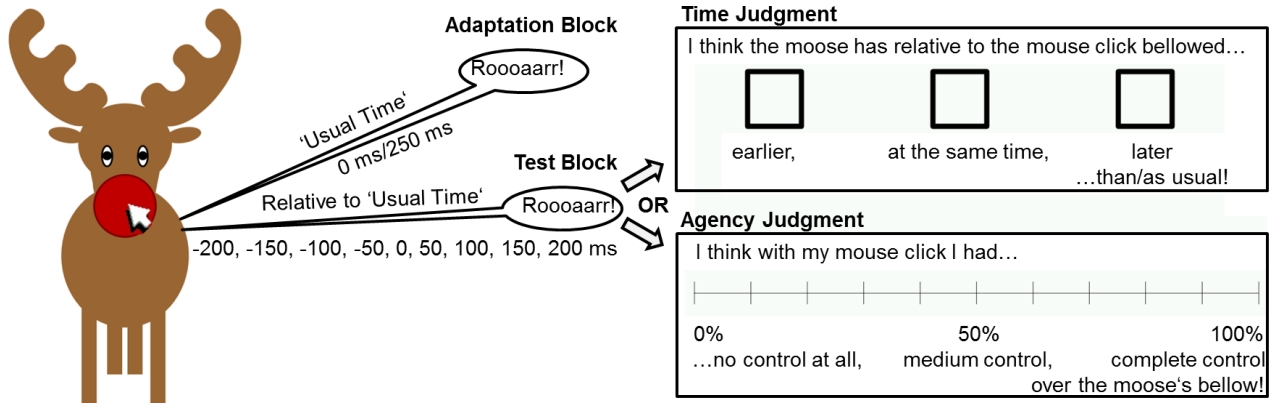 Adaptation Block
Roooaarr!
‘Usual Time‘
0 ms/250 ms
Test Block
Relative to ‘Usual Time‘
Roooaarr!
-200, -150, -100, -50, 0, 50, 100, 150, 200 ms
OR
Time Judgment
I think the moose has relative to the mouse click bellowed…
earlier, at the same time, later
…than/as usual!
Agency Judgment
I think with my mouse click I had…
0% 50% 100%
…no control at all, medium control, complete control
over the moose‘s bellow!